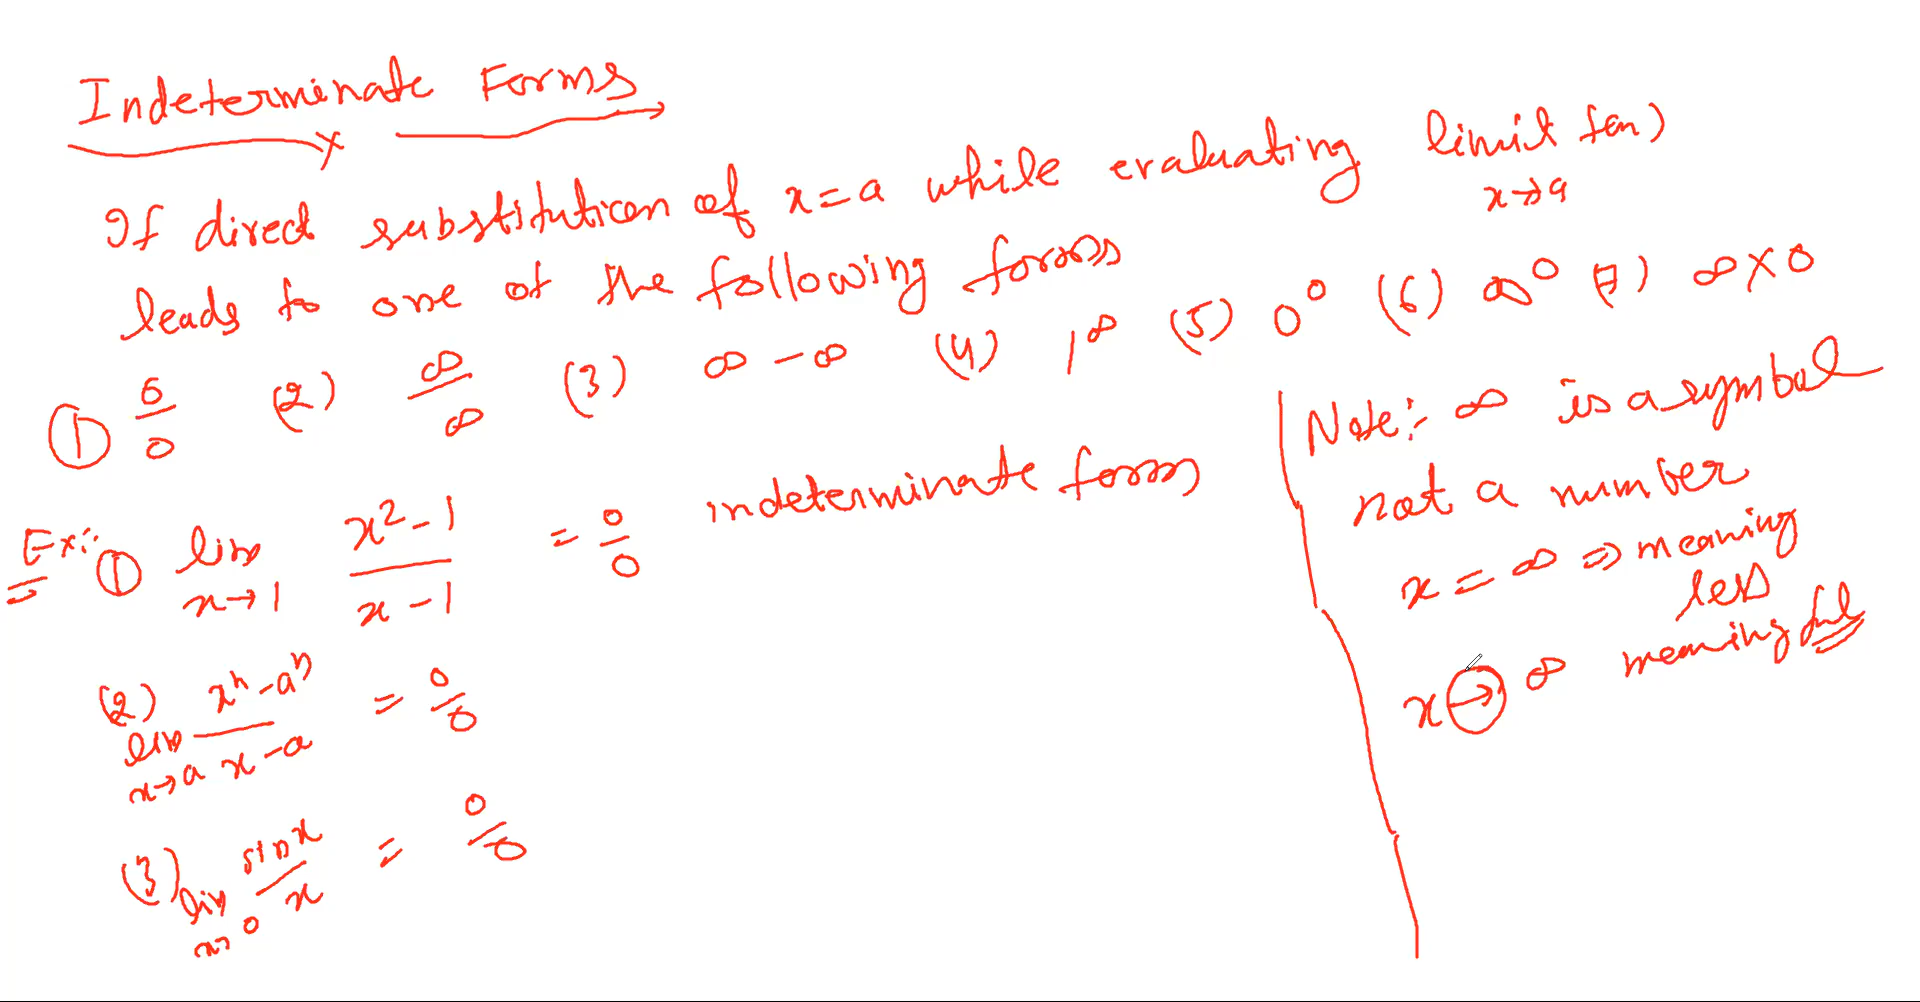 Indeterminate Forms
If direct substitution of x=a while evaluating limit f(x)
x→a
leads to one of the following forms
① 0/0 (2) ∞/∞ (3) ∞-∞ (4) 1^∞ (5) 0^0 (6) ∞^0 (7) ∞×0
Ex:- ① lim x→1 x²-1 / x-1 = 0/0 indeterminate form
(2) lim x→a xⁿ-aⁿ / x-a = 0/0
(3) lim x→0 sinx / x = 0/0
Note:- ∞ is a symbol
not a number
x = ∞ ⇒ meaning
less
x → ∞ meaningful